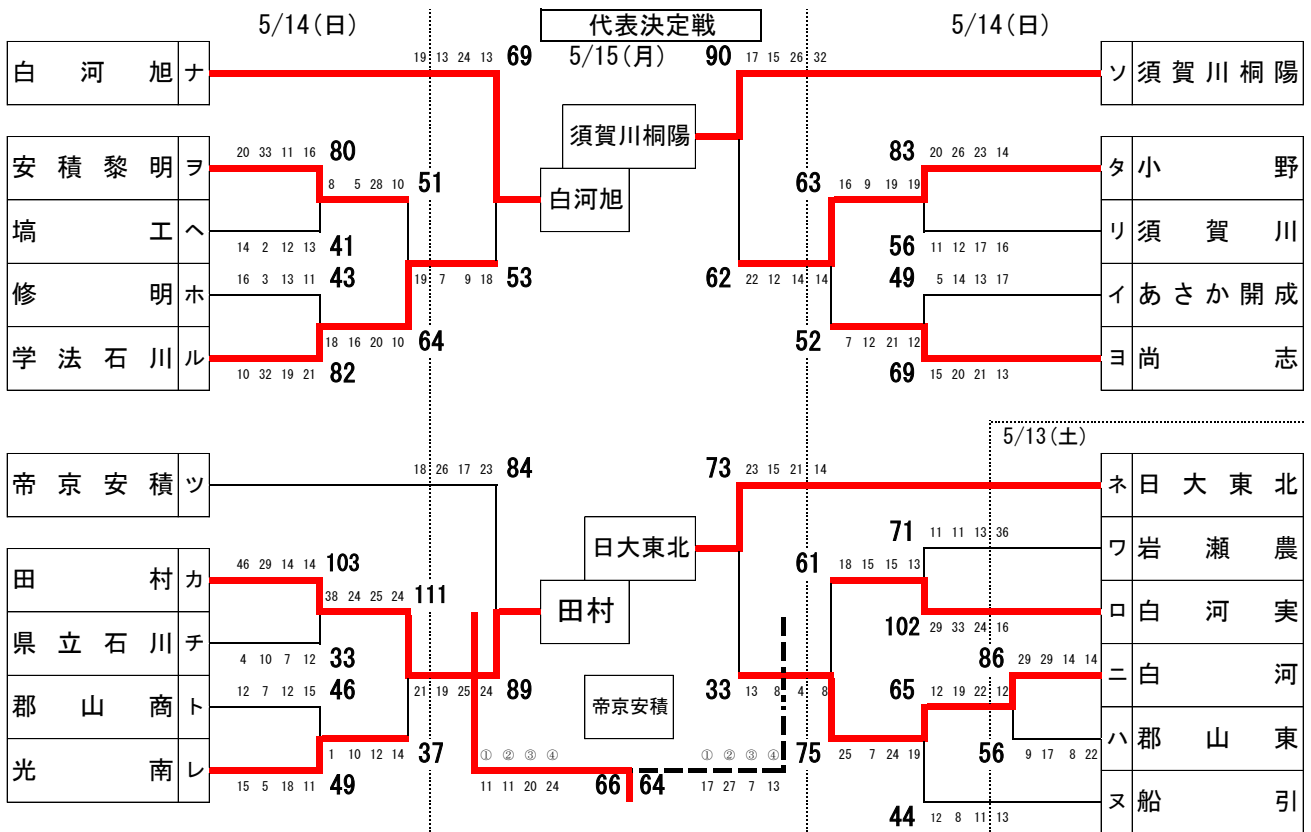 5/14(日)
代表決定戦
5/14(日)
5/15(月)
白河旭 ナ
19 13 24 13 69
90 17 15 26 32
ソ 須賀川桐陽
須賀川桐陽
安積黎明 ヲ
20 33 11 16 80
83 20 26 23 14
タ 小野
8 5 28 10 51
63 16 9 19 19
白河旭
塙工 ヘ
14 2 12 13 41
56 11 12 17 16
リ 須賀川
修明 ホ
16 3 13 11 43
19 7 9 18 53
62 22 12 14 14
49 5 14 13 17
イ あさか開成
18 16 20 10 64
52 7 12 21 12
学法石川 ル
10 32 19 21 82
69 15 20 21 13
ヨ 尚志
5/13(土)
帝京安積 ツ
18 26 17 23 84
73 23 15 21 14
ネ 日大東北
日大東北
71 11 11 13 36
ワ 岩瀬農
田村 カ
46 29 14 14 103
61 18 15 15 13
38 24 25 24 111
田村
102 29 33 24 16
ロ 白河実
県立石川 チ
4 10 7 12 33
86 29 29 14 14
ニ 白河
郡山商 ト
12 7 12 15 46
21 19 25 24 89
帝京安積
33 13 8 4 8
65 12 19 22 12
1 10 12 14 37
① ② ③ ④
① ② ③ ④
75 25 7 24 19
56 9 17 8 22
ハ 郡山東
光南 レ
15 5 18 11 49
11 11 20 24 66
64 17 27 7 13
44 12 8 11 13
ヌ 船引